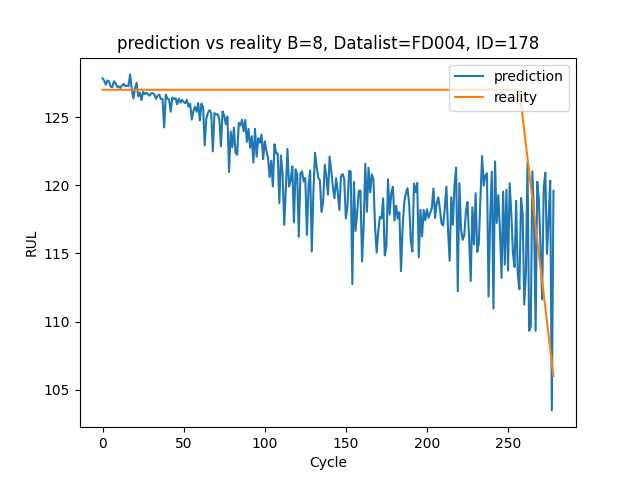 prediction vs reality B=8, Datalist=FD004, ID=178
prediction
reality
RUL
125
120
115
110
105
0 50 100 150 200 250
Cycle